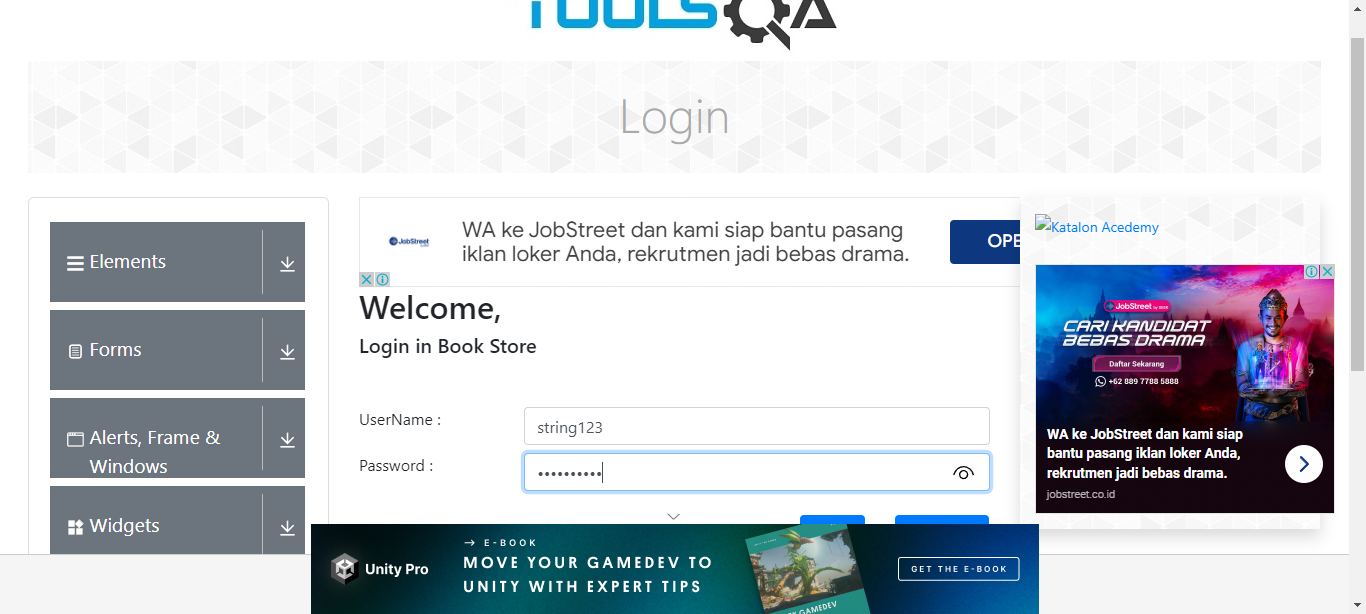 TOOLSQA
Login
Elements
Forms
Alerts, Frame &
Windows
Widgets
JobStreet
WA ke JobStreet dan kami siap bantu pasang
iklan loker Anda, rekrutmen jadi bebas drama.
OPE
Welcome,
Login in Book Store
UserName :
string123
Password :
••••••••••
Katalon Acedemy
JobStreet
CARI KANDIDAT
BEBAS DRAMA
Daftar Sekarang
+62 889 7788 5888
WA ke JobStreet dan kami siap
bantu pasang iklan loker Anda,
rekrutmen jadi bebas drama.
jobstreet.co.id
Unity Pro
→ E-BOOK
MOVE YOUR GAMEDEV TO
UNITY WITH EXPERT TIPS
GAMEDEV
GET THE E-BOOK